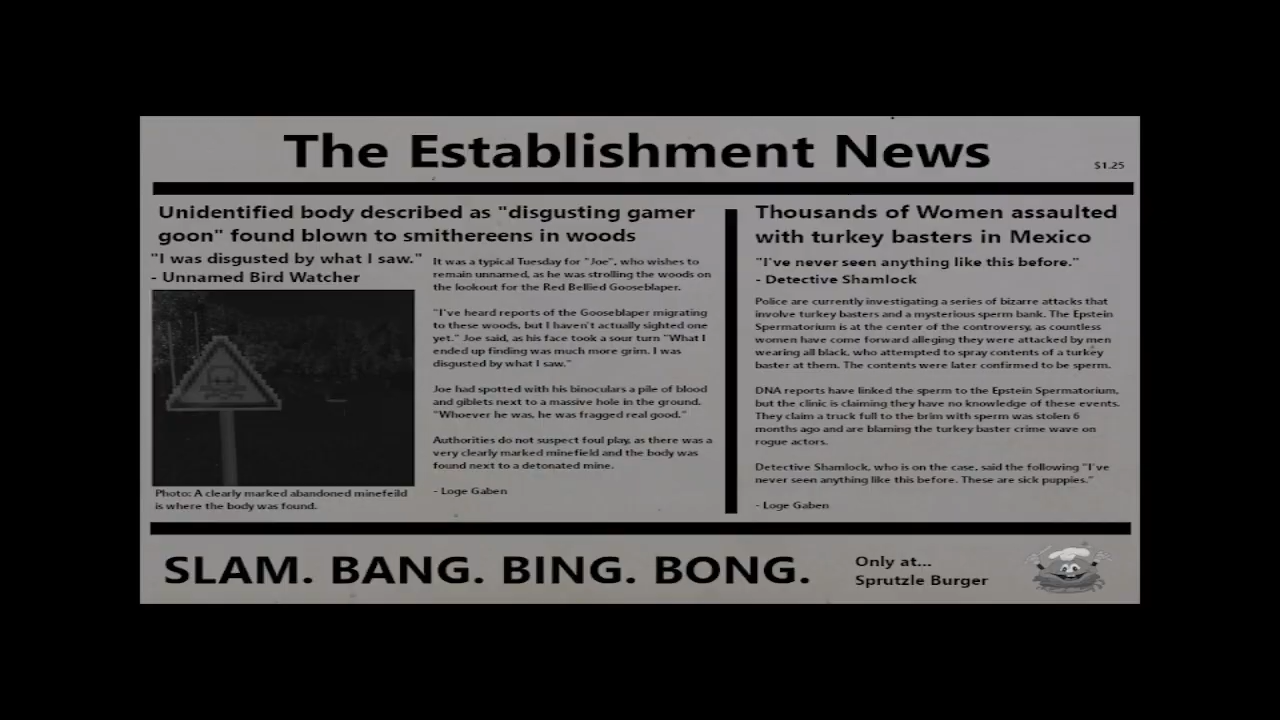 The Establishment News
$1.25
Unidentified body described as "disgusting gamer
goon" found blown to smithereens in woods
"I was disgusted by what I saw."
- Unnamed Bird Watcher
Photo: A clearly marked abandoned minefeild
is where the body was found.
It was a typical Tuesday for "Joe", who wishes to
remain unnamed, as he was strolling the woods on
the lookout for the Red Bellied Gooseblaper.
"I've heard reports of the Gooseblaper migrating
to these woods, but I haven't actually sighted one
yet." Joe said, as his face took a sour turn "What I
ended up finding was much more grim. I was
disgusted by what I saw."
Joe had spotted with his binoculars a pile of blood
and giblets next to a massive hole in the ground.
"Whoever he was, he was fragged real good."
Authorities do not suspect foul play, as there was a
very clearly marked minefield and the body was
found next to a detonated mine.
- Loge Gaben
Thousands of Women assaulted
with turkey basters in Mexico
"I've never seen anything like this before."
- Detective Shamlock
Police are currently investigating a series of bizarre attacks that
involve turkey basters and a mysterious sperm bank. The Epstein
Spermatorium is at the center of the controversy, as countless
women have come forward alleging they were attacked by men
wearing all black, who attempted to spray contents of a turkey
baster at them. The contents were later confirmed to be sperm.
DNA reports have linked the sperm to the Epstein Spermatorium,
but the clinic is claiming they have no knowledge of these events.
They claim a truck full to the brim with sperm was stolen 6
months ago and are blaming the turkey baster crime wave on
rogue actors.
Detective Shamlock, who is on the case, said the following "I've
never seen anything like this before. These are sick puppies."
- Loge Gaben
SLAM. BANG. BING. BONG.
Only at...
Sprutzle Burger